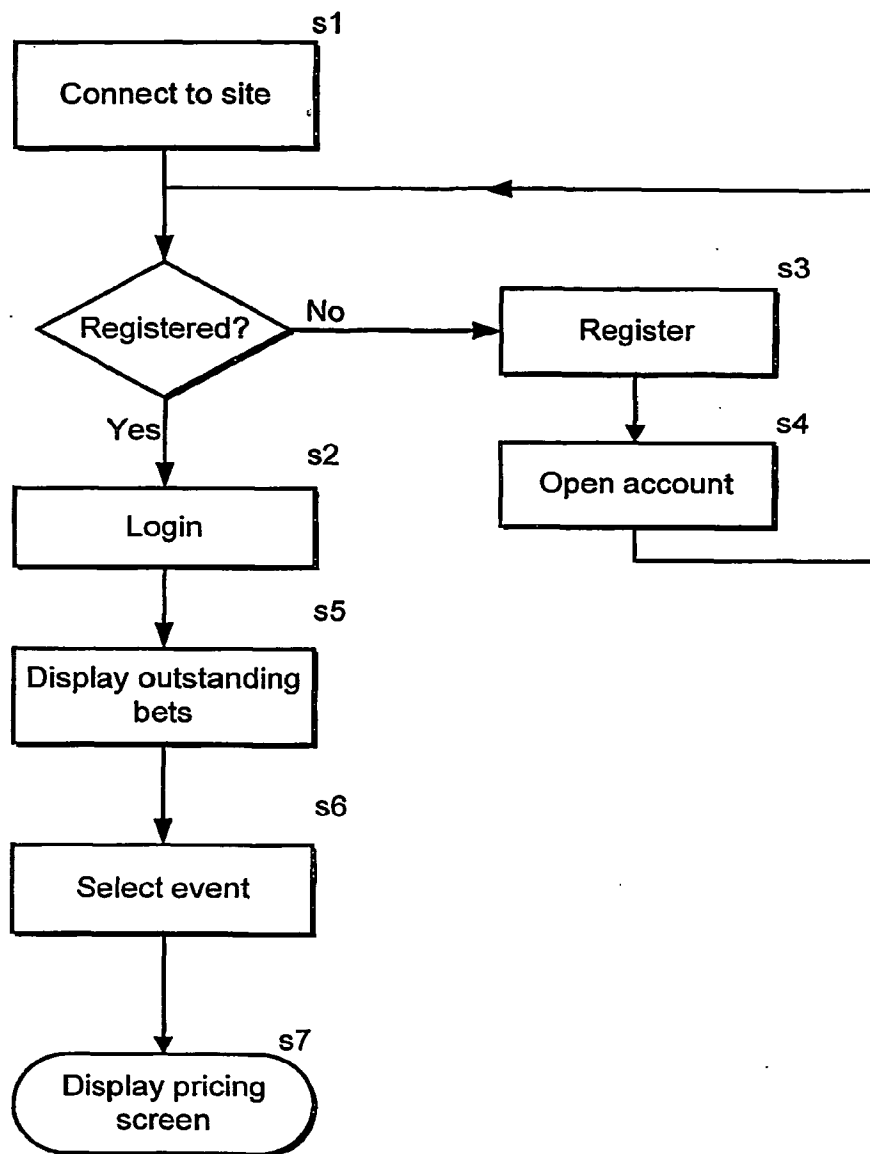 s1
Connect to site
Registered?
No
s3
Register
Yes
s4
Open account
s2
Login
s5
Display outstanding
bets
s6
Select event
s7
Display pricing
screen